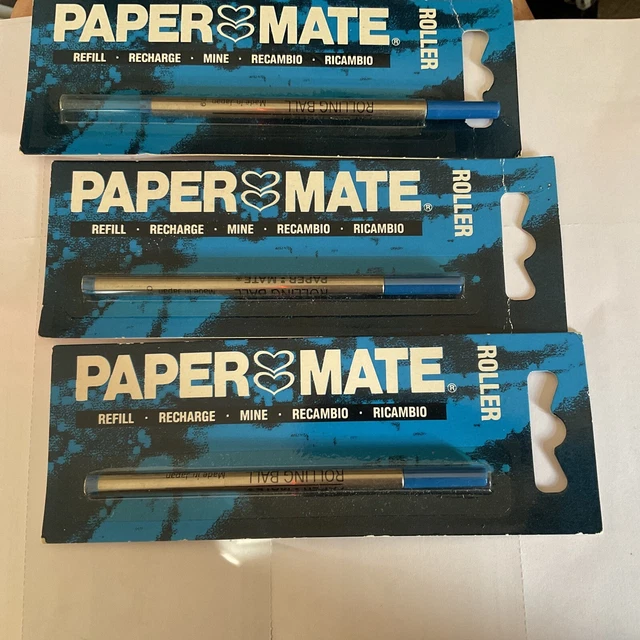 PAPER MATE®
ROLLER
REFILL · RECHARGE · MINE · RECAMBIO · RICAMBIO
ROLLING BALL
Made in Japan
PAPER MATE®
ROLLER
REFILL · RECHARGE · MINE · RECAMBIO · RICAMBIO
PAPER MATE
ROLLING BALL
Made in Japan
PAPER MATE®
ROLLER
REFILL · RECHARGE · MINE · RECAMBIO · RICAMBIO
ROLLING BALL
Made in Japan